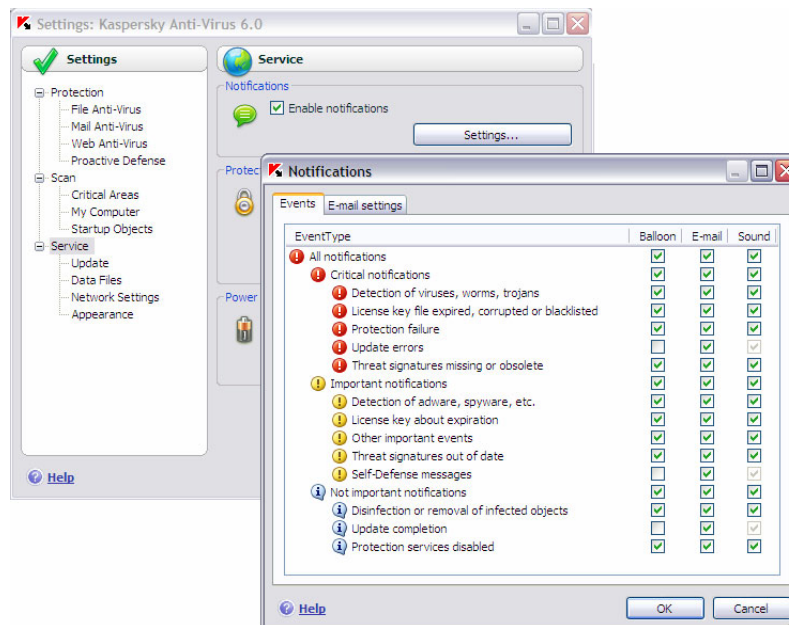 Settings: Kaspersky Anti-Virus 6.0
Settings
Protection
File Anti-Virus
Mail Anti-Virus
Web Anti-Virus
Proactive Defense
Scan
Critical Areas
My Computer
Startup Objects
Service
Update
Data Files
Network Settings
Appearance
Help
Service
Notifications
Enable notifications
Settings...
Protec
Power
Notifications
Events
E-mail settings
EventType Balloon E-mail Sound
All notifications
Critical notifications
Detection of viruses, worms, trojans
License key file expired, corrupted or blacklisted
Protection failure
Update errors
Threat signatures missing or obsolete
Important notifications
Detection of adware, spyware, etc.
License key about expiration
Other important events
Threat signatures out of date
Self-Defense messages
Not important notifications
Disinfection or removal of infected objects
Update completion
Protection services disabled
Help
OK
Cancel